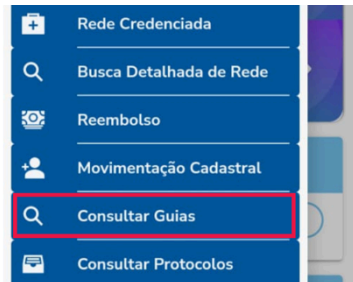 Rede Credenciada
Busca Detalhada de Rede
Reembolso
Movimentação Cadastral
Consultar Guias
Consultar Protocolos